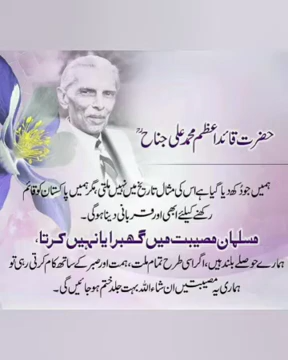 حضرت قائداعظم محمد علی جناحؒ
ہمیں جو دُکھ دیا گیا ہے اس کی مثال تاریخ میں نہیں ملتی مگر ہمیں پاکستان کو قائم
رکھنے کیلئے ابھی اور قربانی دینا ہوگی۔
مسلمان مصیبت میں گھبرایا نہیں کرتا،
ہمارے حوصلے بلند ہیں، اگر اسی طرح تمام ملت، ہمت اور صبر کے ساتھ کام کرتی رہی تو
ہماری یہ مصیبتیں ان شاءاللہ بہت جلد ختم ہو جائیں گی۔